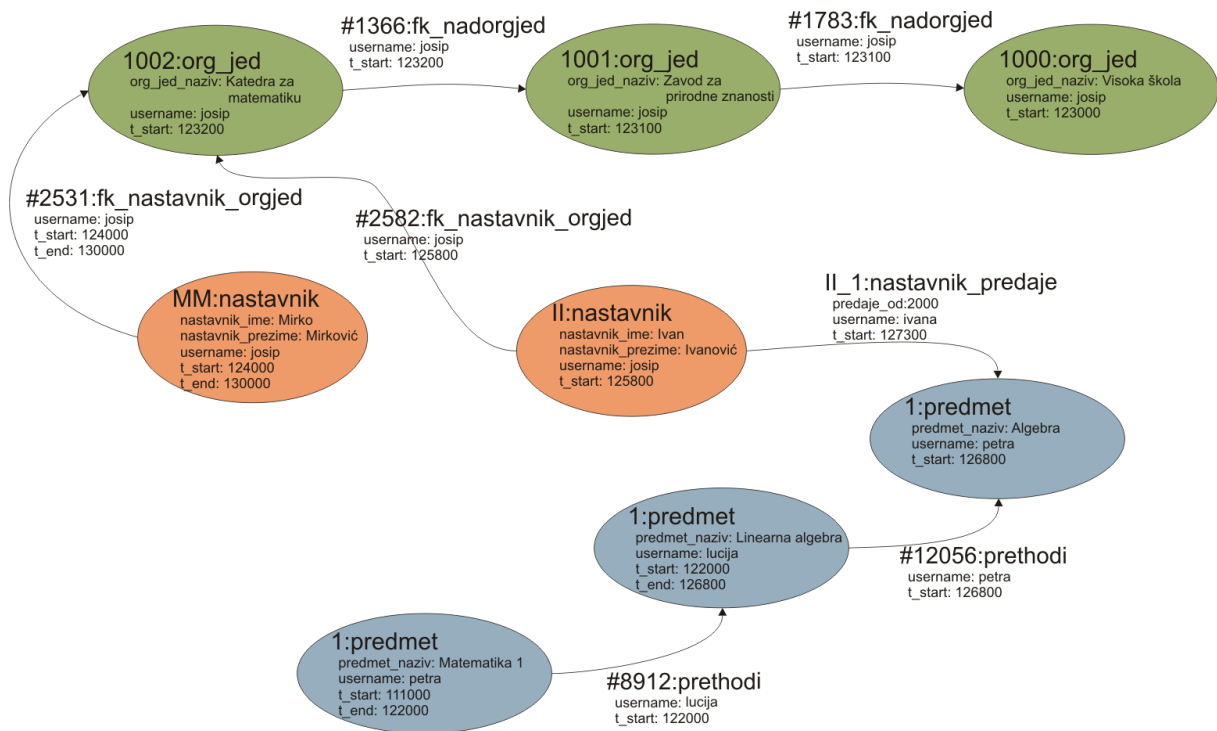 #1366:fk_nadorgjed
username: josip
t_start: 123200
#1783:fk_nadorgjed
username: josip
t_start: 123100
1002:org_jed
org_jed_naziv: Katedra za
matematiku
username: josip
t_start: 123200
1001:org_jed
org_jed_naziv: Zavod za
prirodne znanosti
username: josip
t_start: 123100
1000:org_jed
org_jed_naziv: Visoka škola
username: josip
t_start: 123000
#2531:fk_nastavnik_orgjed
username: josip
t_start: 124000
t_end: 130000
#2582:fk_nastavnik_orgjed
username: josip
t_start: 125800
MM:nastavnik
nastavnik_ime: Mirko
nastavnik_prezime: Mirković
username: josip
t_start: 124000
t_end: 130000
II:nastavnik
nastavnik_ime: Ivan
nastavnik_prezime: Ivanović
username: josip
t_start: 125800
II_1:nastavnik_predaje
predaje_od:2000
username: ivana
t_start: 127300
1:predmet
predmet_naziv: Algebra
username: petra
t_start: 126800
1:predmet
predmet_naziv: Linearna algebra
username: lucija
t_start: 122000
t_end: 126800
#12056:prethodi
username: petra
t_start: 126800
1:predmet
predmet_naziv: Matematika 1
username: petra
t_start: 111000
t_end: 122000
#8912:prethodi
username: lucija
t_start: 122000